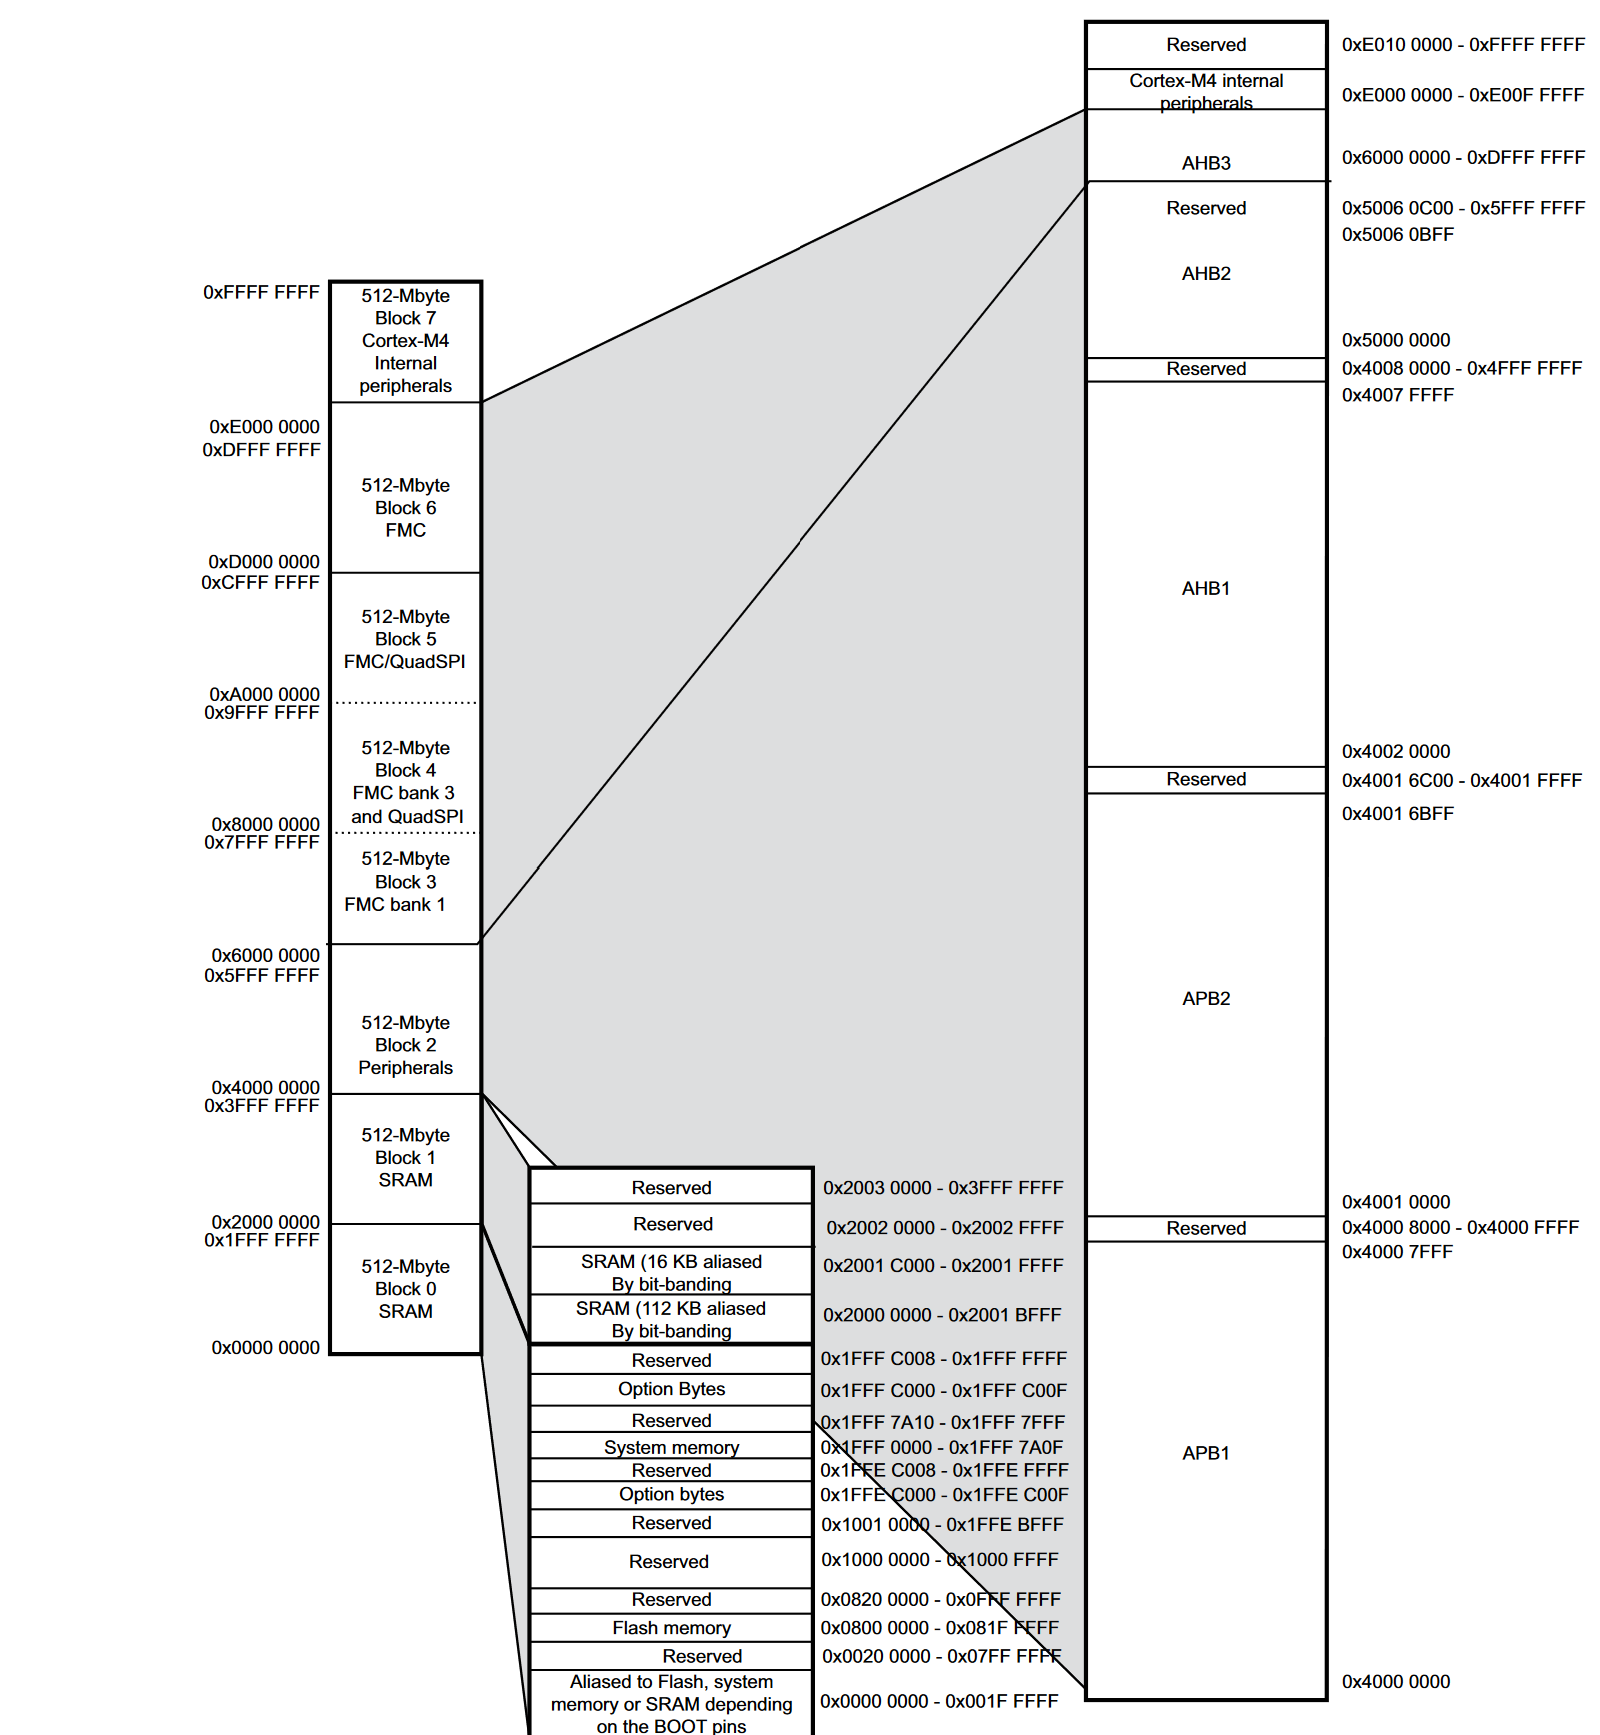 0xFFFF FFFF
512-Mbyte
Block 7
Cortex-M4
Internal
peripherals
0xE000 0000
0xDFFF FFFF
512-Mbyte
Block 6
FMC
0xD000 0000
0xCFFF FFFF
512-Mbyte
Block 5
FMC/QuadSPI
0xA000 0000
0x9FFF FFFF
512-Mbyte
Block 4
FMC bank 3
and QuadSPI
0x8000 0000
0x7FFF FFFF
512-Mbyte
Block 3
FMC bank 1
0x6000 0000
0x5FFF FFFF
512-Mbyte
Block 2
Peripherals
0x4000 0000
0x3FFF FFFF
512-Mbyte
Block 1
SRAM
0x2000 0000
0x1FFF FFFF
512-Mbyte
Block 0
SRAM
0x0000 0000
Reserved 0x2003 0000 - 0x3FFF FFFF
Reserved 0x2002 0000 - 0x2002 FFFF
SRAM (16 KB aliased
By bit-banding
0x2001 C000 - 0x2001 FFFF
SRAM (112 KB aliased
By bit-banding
0x2000 0000 - 0x2001 BFFF
Reserved 0x1FFF C008 - 0x1FFF FFFF
Option Bytes 0x1FFF C000 - 0x1FFF C00F
Reserved 0x1FFF 7A10 - 0x1FFF 7FFF
System memory 0x1FFF 0000 - 0x1FFF 7A0F
Reserved 0x1FFE C008 - 0x1FFE FFFF
Option bytes 0x1FFE C000 - 0x1FFE C00F
Reserved 0x1001 0000 - 0x1FFE BFFF
Reserved 0x1000 0000 - 0x1000 FFFF
Reserved 0x0820 0000 - 0x0FFF FFFF
Flash memory 0x0800 0000 - 0x081F FFFF
Reserved 0x0020 0000 - 0x07FF FFFF
Aliased to Flash, system
memory or SRAM depending
on the BOOT pins
0x0000 0000 - 0x001F FFFF
Reserved 0xE010 0000 - 0xFFFF FFFF
Cortex-M4 internal
peripherals
0xE000 0000 - 0xE00F FFFF
AHB3 0x6000 0000 - 0xDFFF FFFF
Reserved 0x5006 0C00 - 0x5FFF FFFF
0x5006 0BFF
AHB2
0x5000 0000
Reserved 0x4008 0000 - 0x4FFF FFFF
0x4007 FFFF
AHB1
0x4002 0000
Reserved 0x4001 6C00 - 0x4001 FFFF
0x4001 6BFF
APB2
0x4001 0000
Reserved 0x4000 8000 - 0x4000 FFFF
0x4000 7FFF
APB1
0x4000 0000